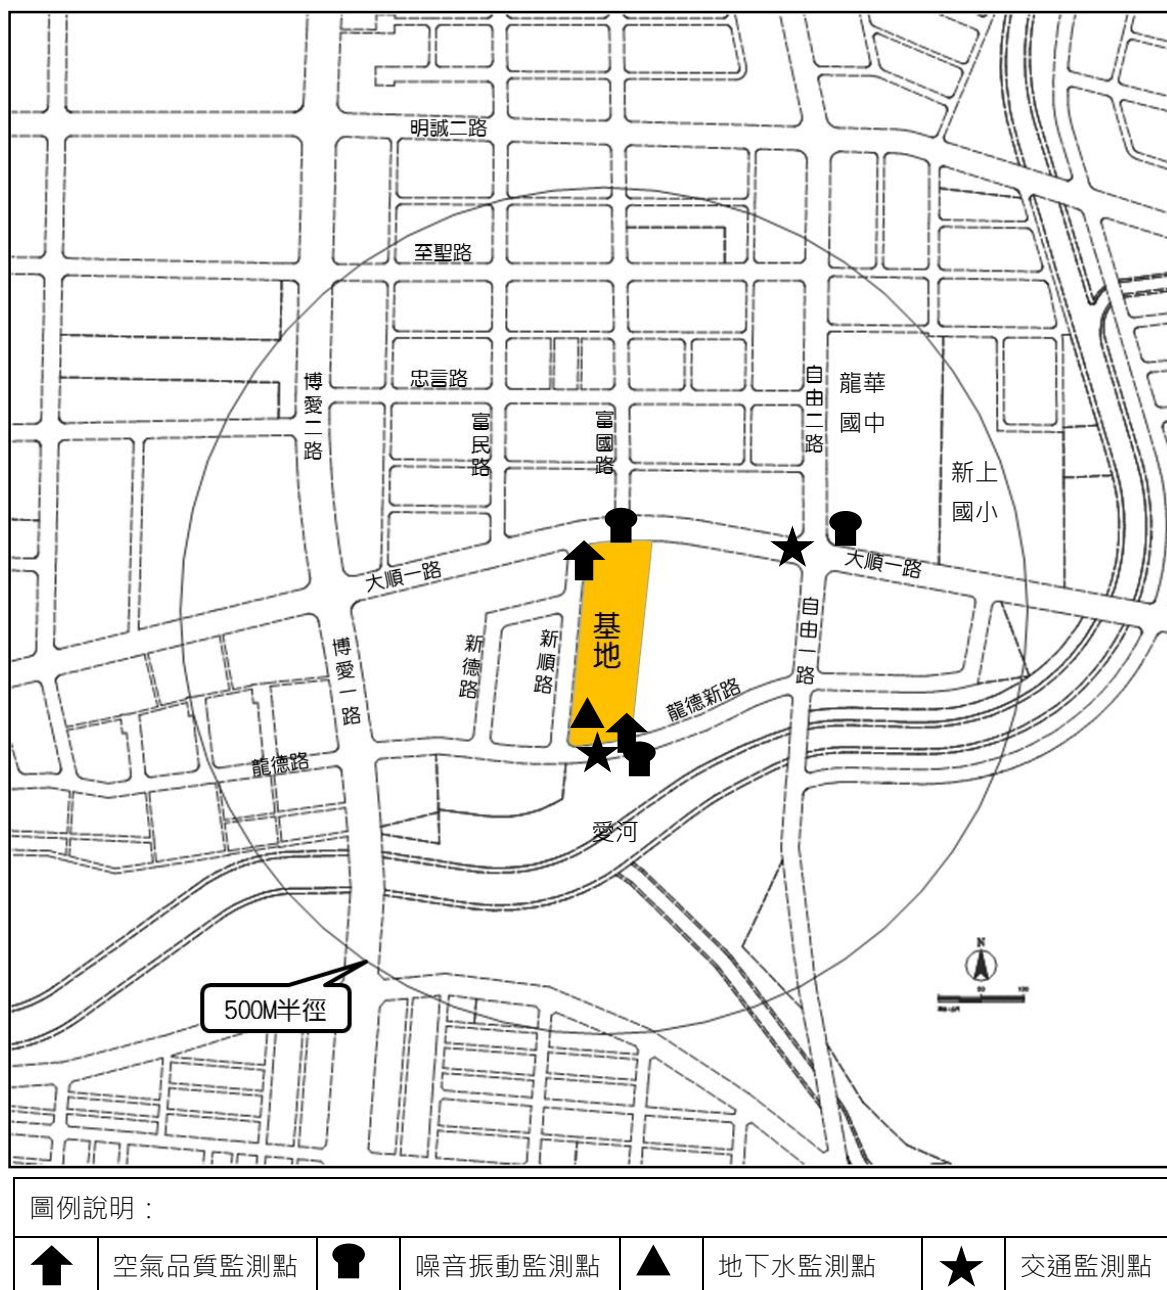 明誠二路
至聖路
忠言路
博愛二路
富民路
富國路
自由二路
龍華
國中
新上
國小
大順一路
大順一路
基地
自由一路
新順路
新德路
博愛一路
龍德新路
龍德路
愛河
N
500M半徑
圖例說明：
空氣品質監測點
噪音振動監測點
地下水監測點
交通監測點